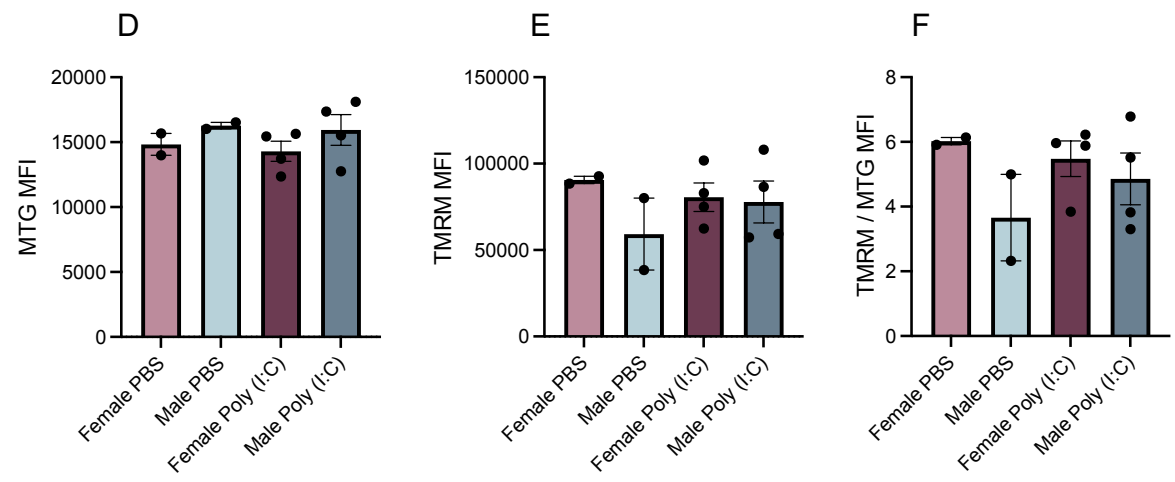 D
20000
15000
10000
5000
0
MTG MFI
Female PBS
Male PBS
Female Poly (I:C)
Male Poly (I:C)
E
150000
100000
50000
0
TMRM MFI
Female PBS
Male PBS
Female Poly (I:C)
Male Poly (I:C)
F
8
6
4
2
0
TMRM / MTG MFI
Female PBS
Male PBS
Female Poly (I:C)
Male Poly (I:C)